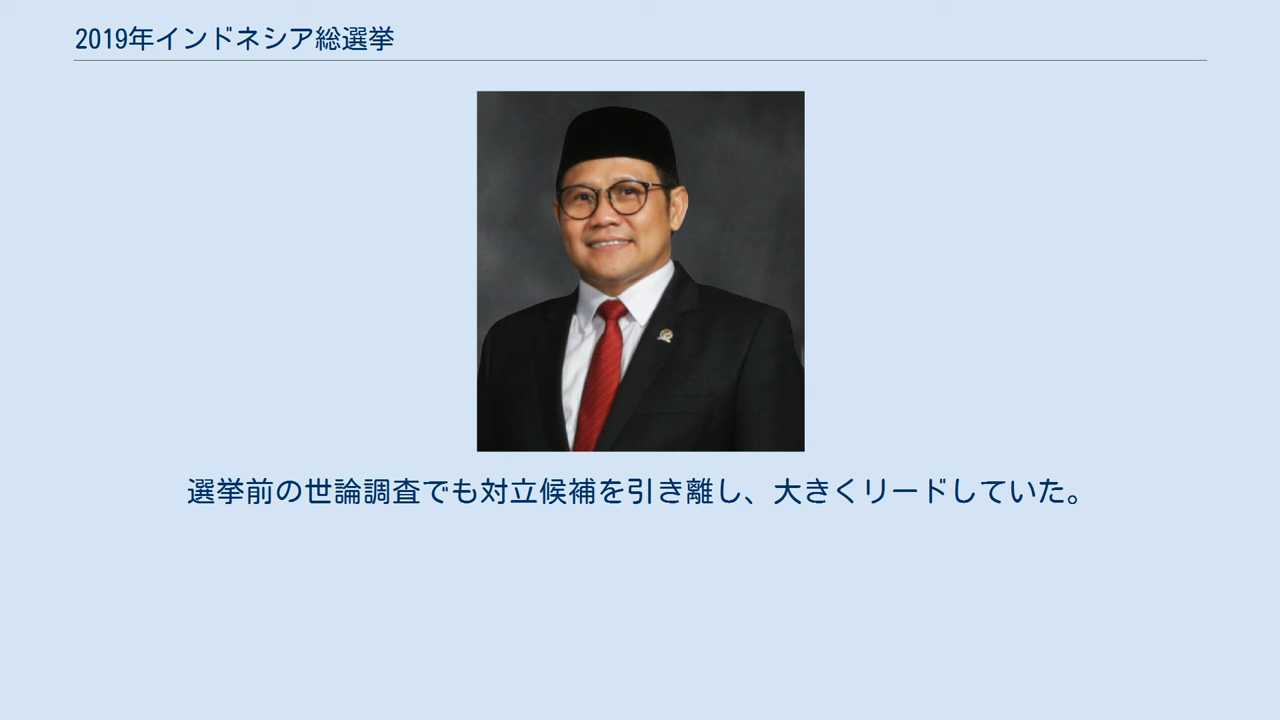 2019年インドネシア総選挙
選挙前の世論調査でも対立候補を引き離し、大きくリードしていた。